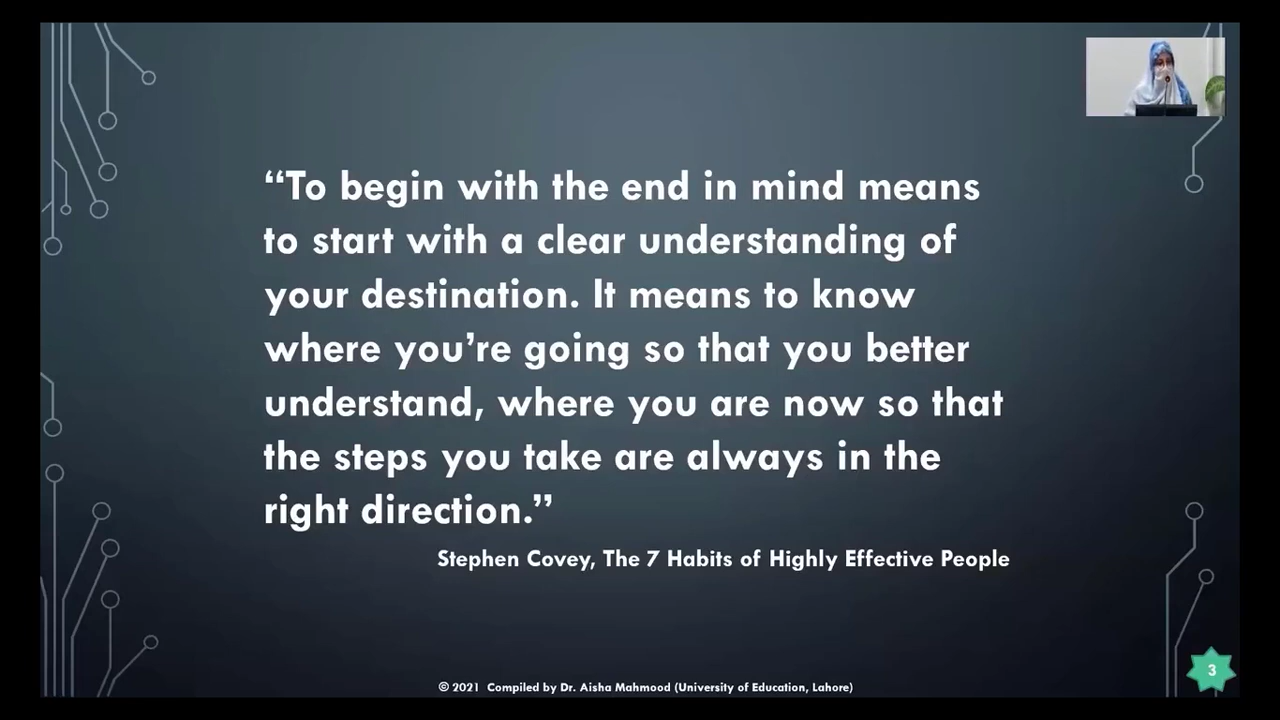 “To begin with the end in mind means
to start with a clear understanding of
your destination. It means to know
where you’re going so that you better
understand, where you are now so that
the steps you take are always in the
right direction.”
Stephen Covey, The 7 Habits of Highly Effective People
© 2021 Compiled by Dr. Aisha Mahmood (University of Education, Lahore)
3